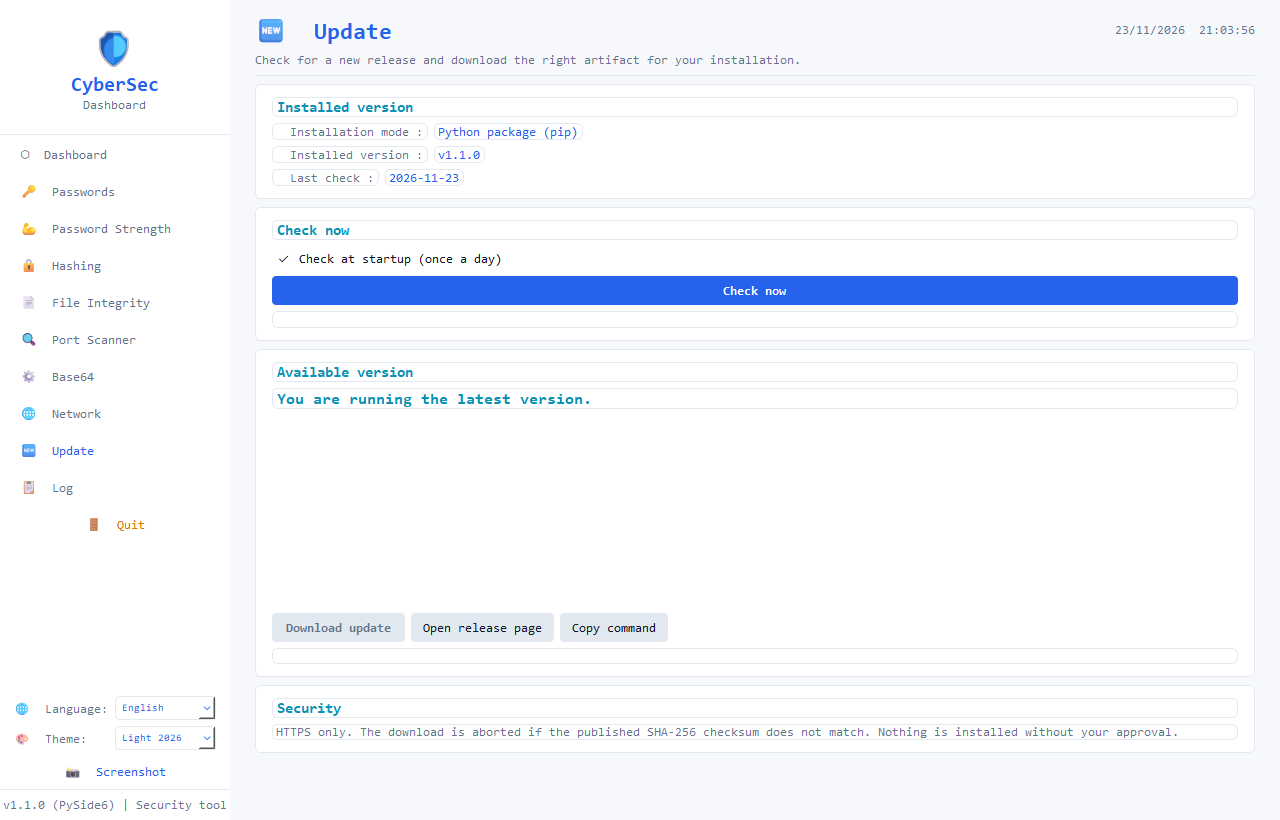 CyberSec
Dashboard
Dashboard
Passwords
Password Strength
Hashing
File Integrity
Port Scanner
Base64
Network
NEW Update
Log
Quit
Language: English
Theme: Light 2026
Screenshot
v1.1.0 (PySide6) | Security tool
NEW Update
23/11/2026 21:03:56
Check for a new release and download the right artifact for your installation.
Installed version
Installation mode : Python package (pip)
Installed version : v1.1.0
Last check : 2026-11-23
Check now
Check at startup (once a day)
Check now
Available version
You are running the latest version.
Download update Open release page Copy command
Security
HTTPS only. The download is aborted if the published SHA-256 checksum does not match. Nothing is installed without your approval.